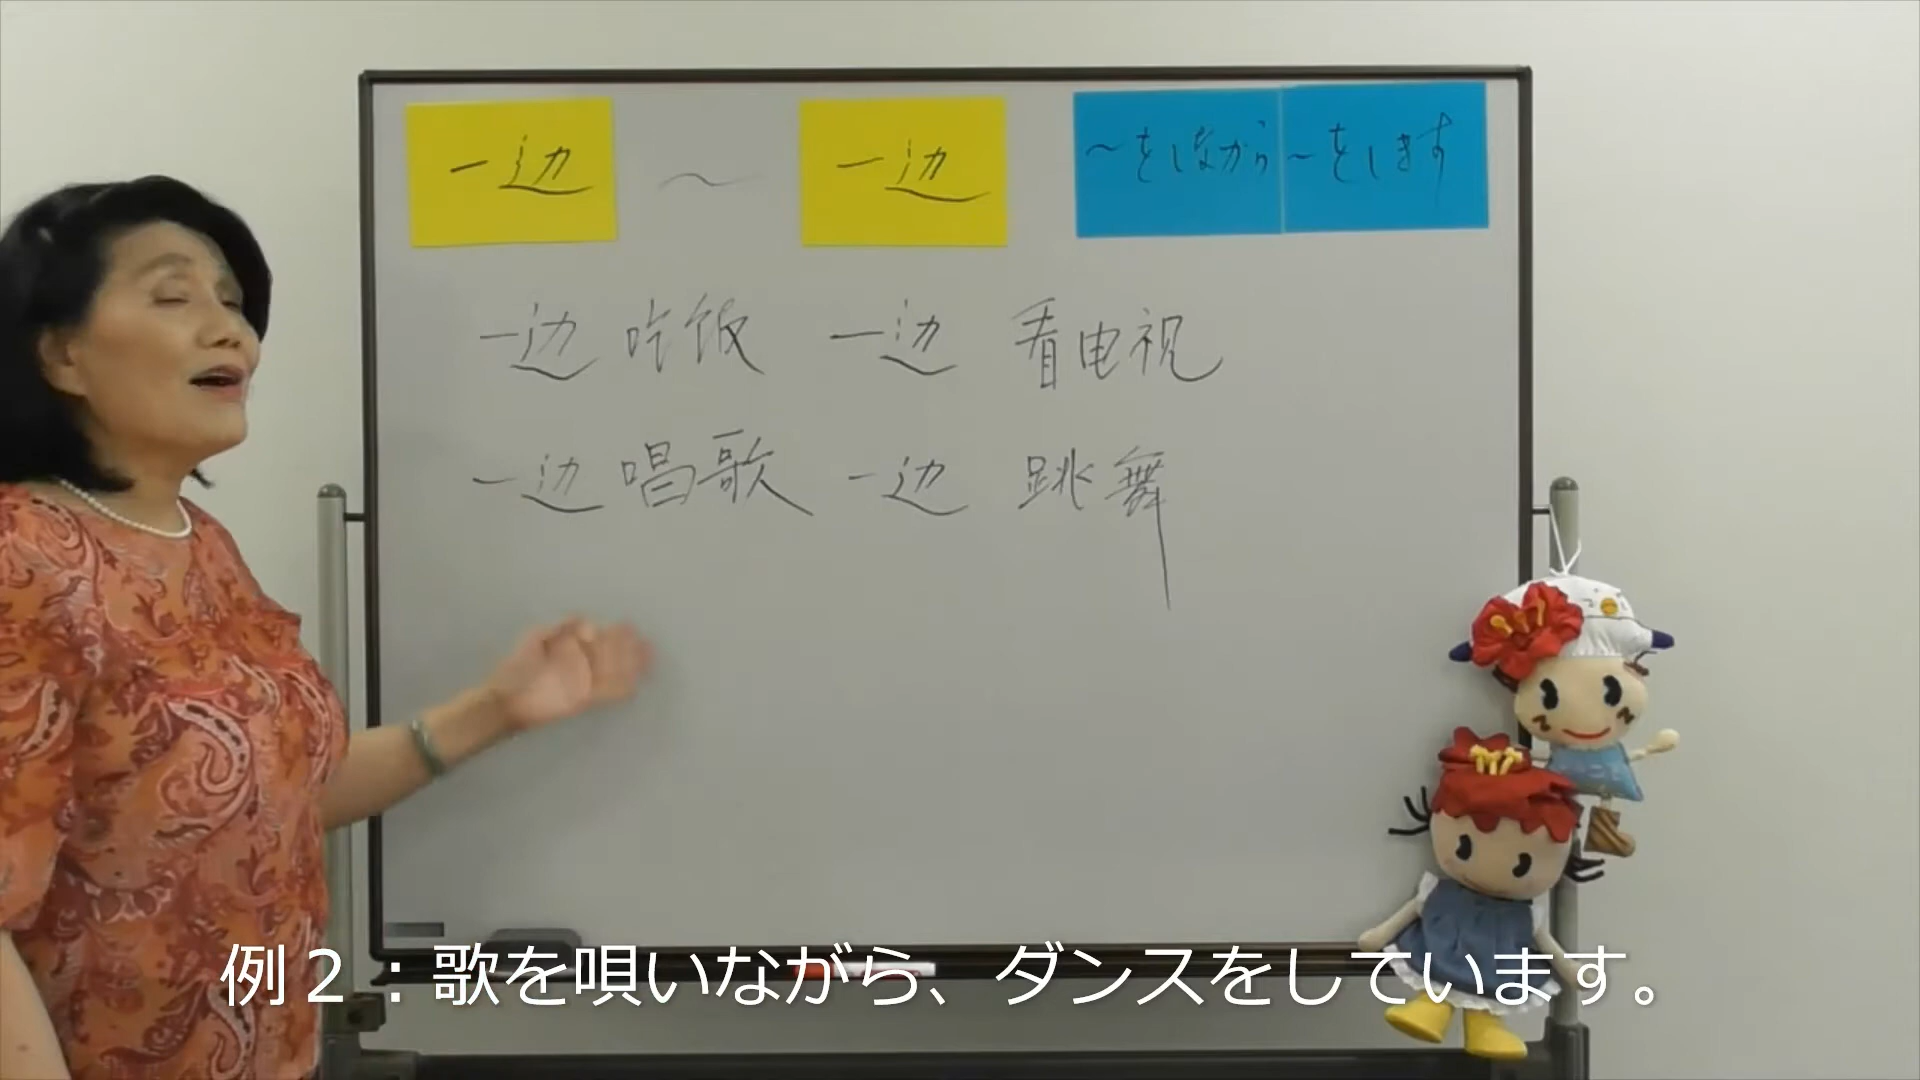 一边 ～ 一边 ～をしながら～をします
一边吃饭 一边 看电视
一边唱歌 一边 跳舞
例２：歌を唄いながら、ダンスをしています。